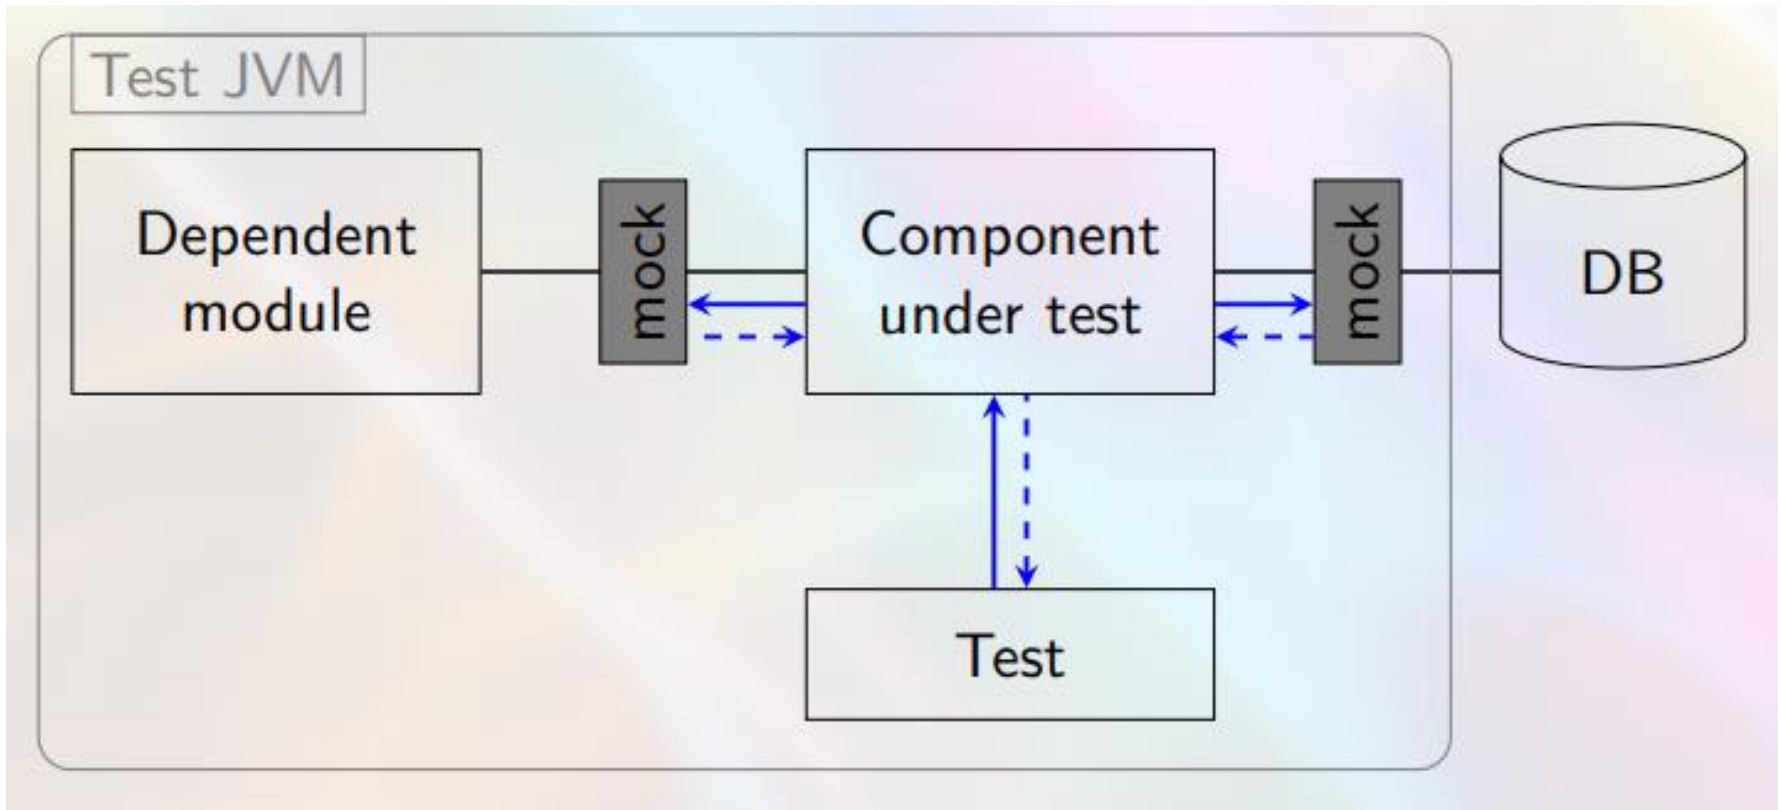 Test JVM
Dependent
module
mock
Component
under test
mock
DB
Test